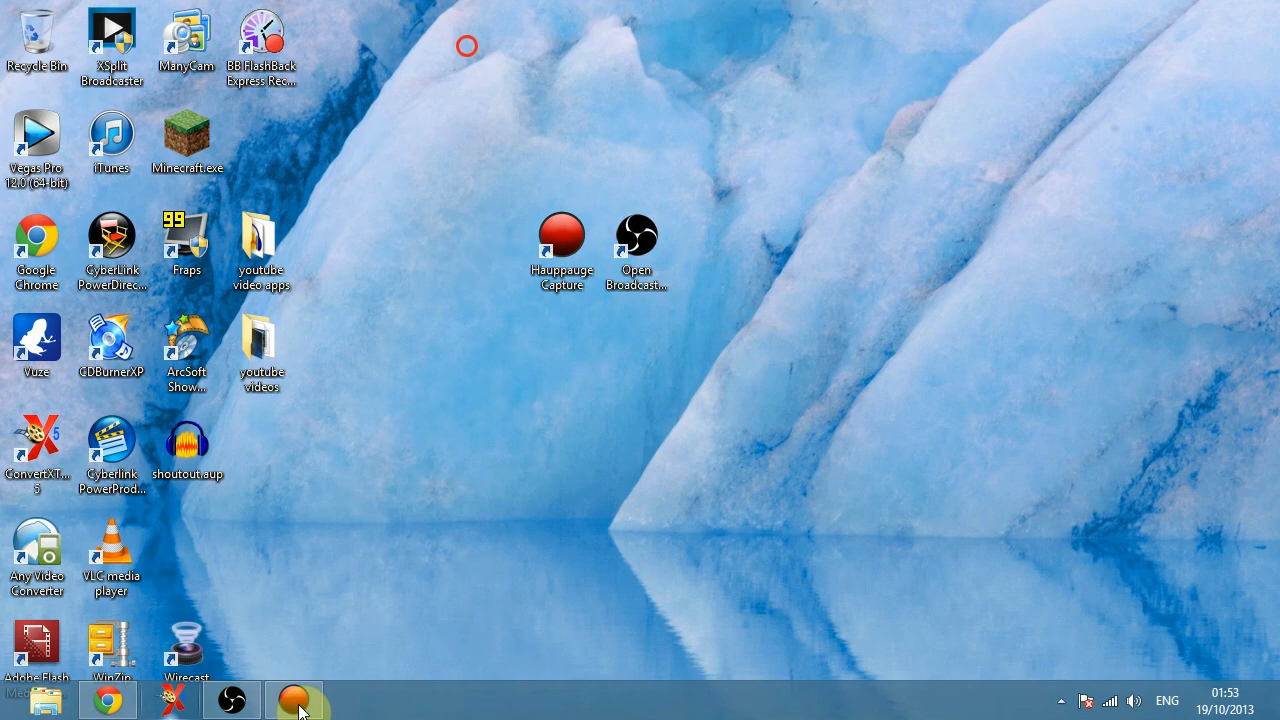 Recycle Bin
XSplit
Broadcaster
ManyCam
BB FlashBack
Express Rec...
Vegas Pro
12.0 (64-bit)
iTunes
Minecraft.exe
Google
Chrome
CyberLink
PowerDirec...
99
Fraps
youtube
video apps
Hauppauge
Capture
Open
Broadcast...
Vuze
CDBurnerXP
ArcSoft
Show...
youtube
videos
ConvertXT...
5
Cyberlink
PowerProd...
shoutout.aup
Any Video
Converter
VLC media
player
Adobe Flash
WinZip
Wirecast
ENG
01:53
19/10/2013